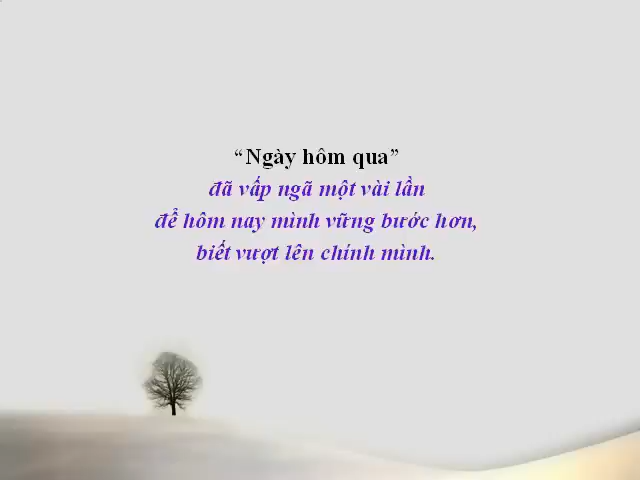 “Ngày hôm qua”
đã vấp ngã một vài lần
để hôm nay mình vững bước hơn,
biết vượt lên chính mình.